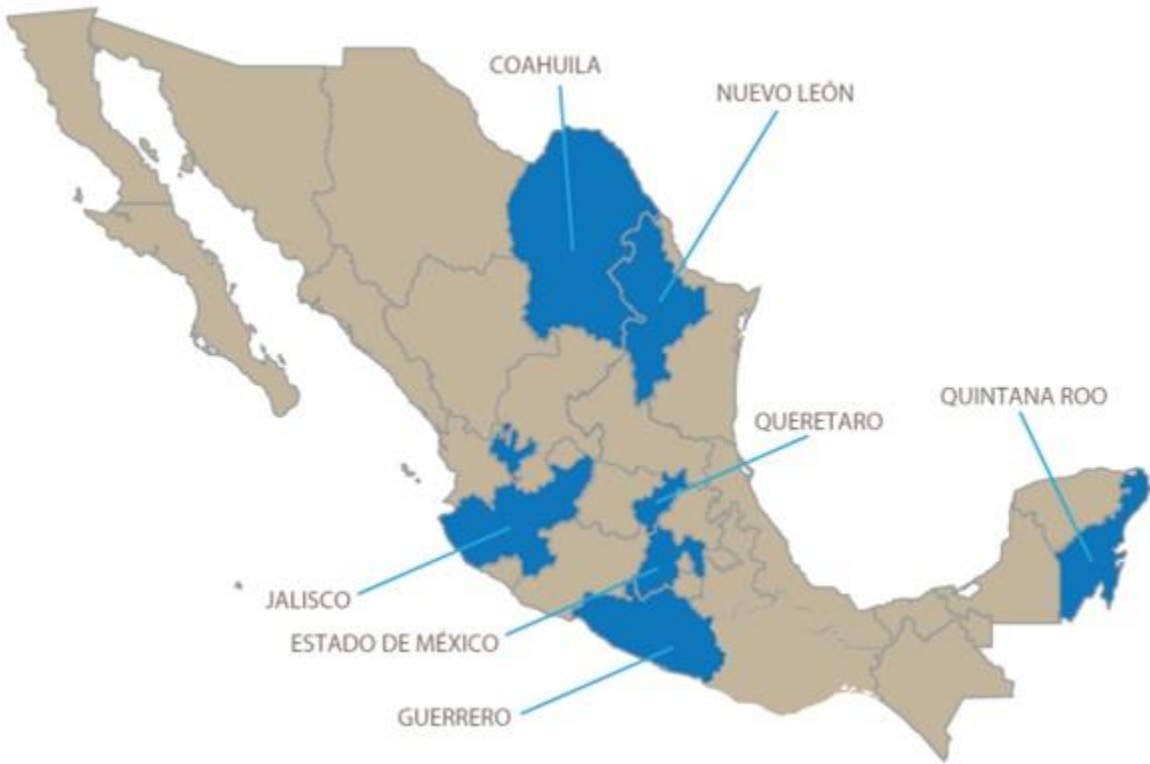 COAHUILA
NUEVO LEÓN
QUINTANA ROO
QUERETARO
JALISCO
ESTADO DE MÉXICO
GUERRERO